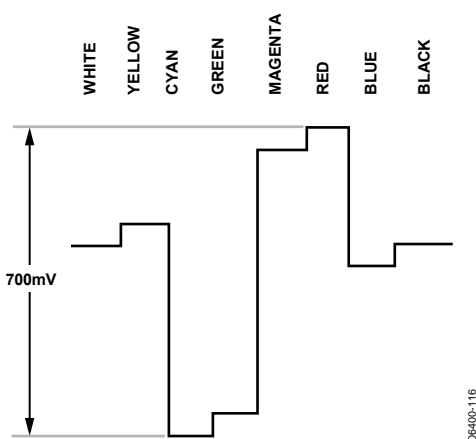 WHITE
YELLOW
CYAN
GREEN
MAGENTA
RED
BLUE
BLACK
700mV
06400-116